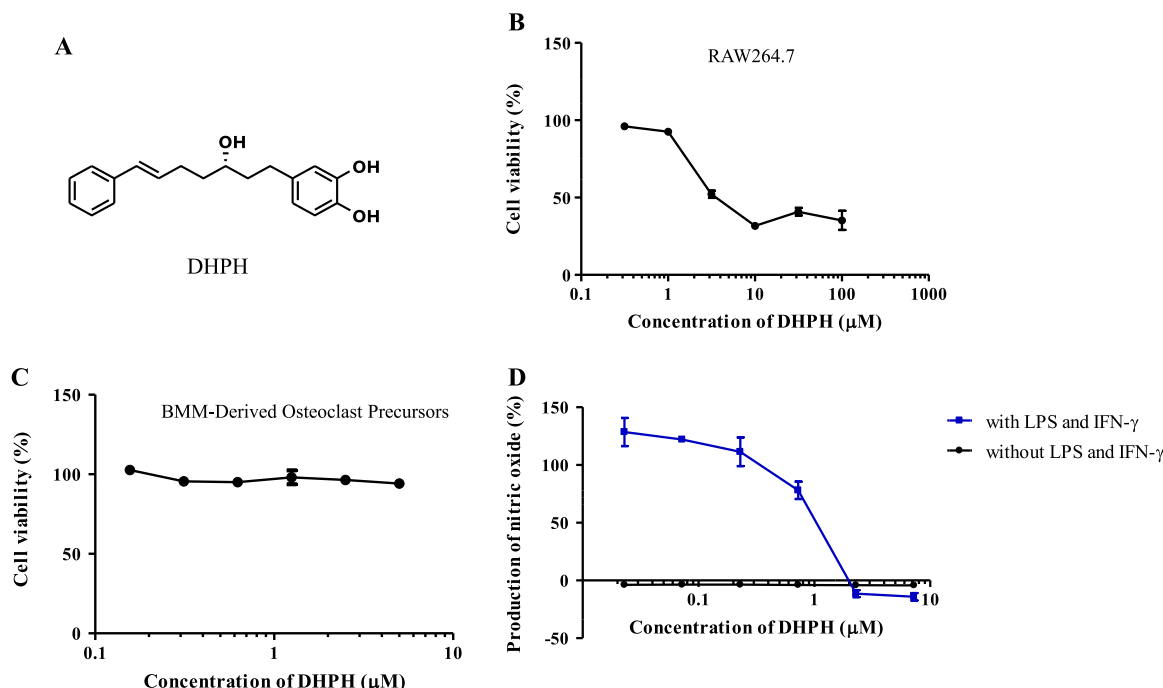 A
OH
OH
OH
DHPH
B
RAW264.7
Cell viability (%)
150
100
50
0
0.1 1 10 100 1000
Concentration of DHPH (μM)
C
BMM-Derived Osteoclast Precursors
Cell viability (%)
150
100
50
0
0.1 1 10
Concentration of DHPH (μM)
D
Production of nitric oxide (%)
150
100
50
0
-50
0.1 1 10
Concentration of DHPH (μM)
with LPS and IFN-γ
without LPS and IFN-γ